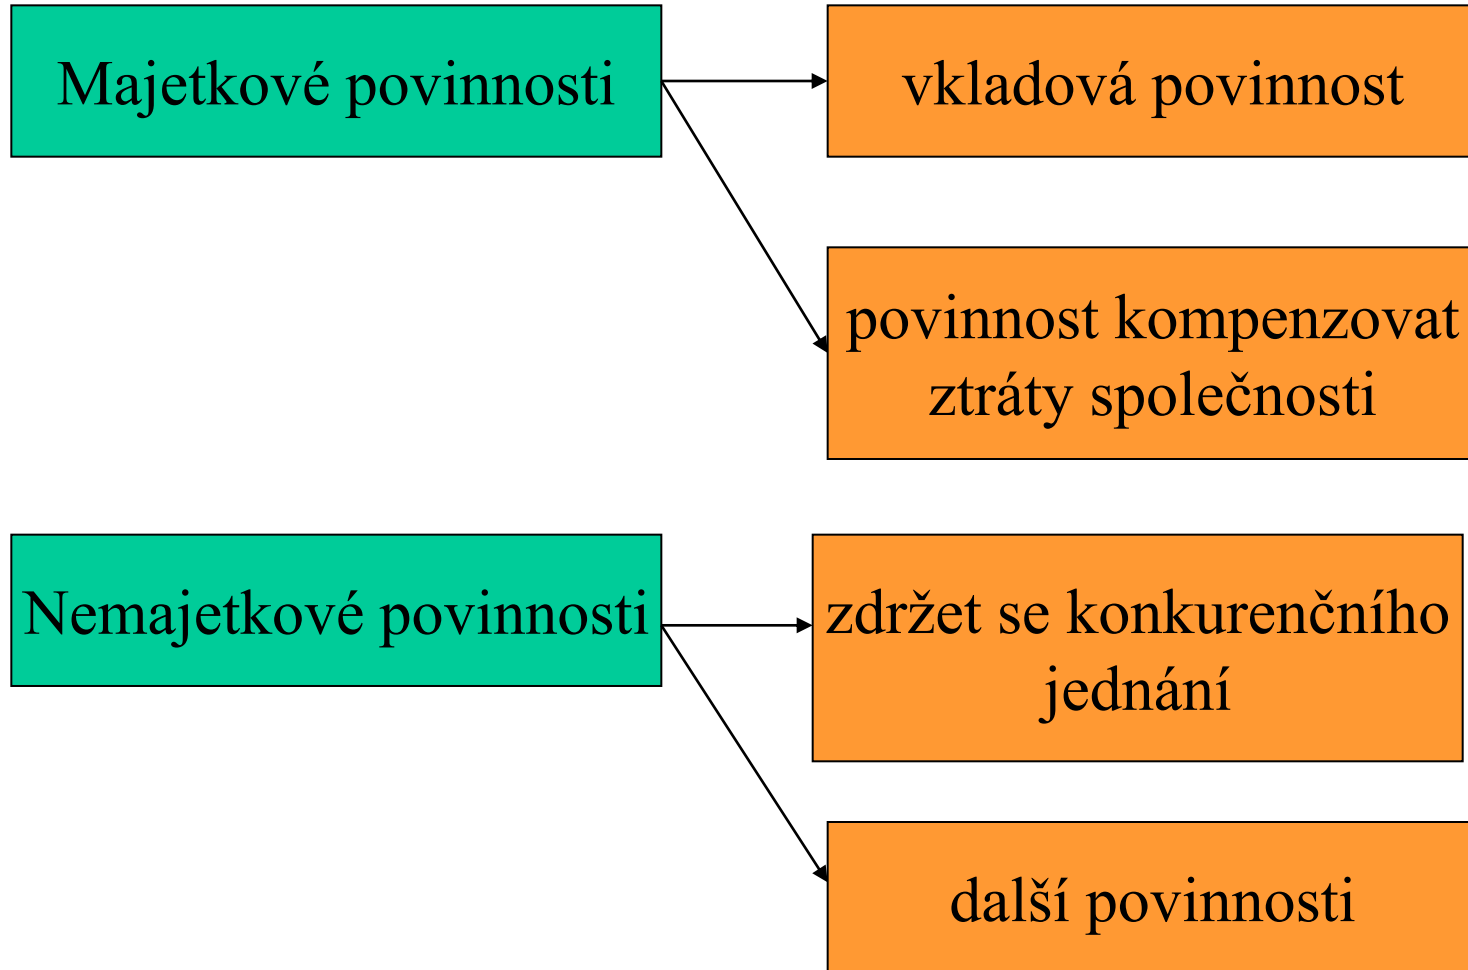 Majetkové povinnosti
vkladová povinnost
povinnost kompenzovat
ztráty společnosti
Nemajetkové povinnosti
zdržet se konkurenčního
jednání
další povinnosti